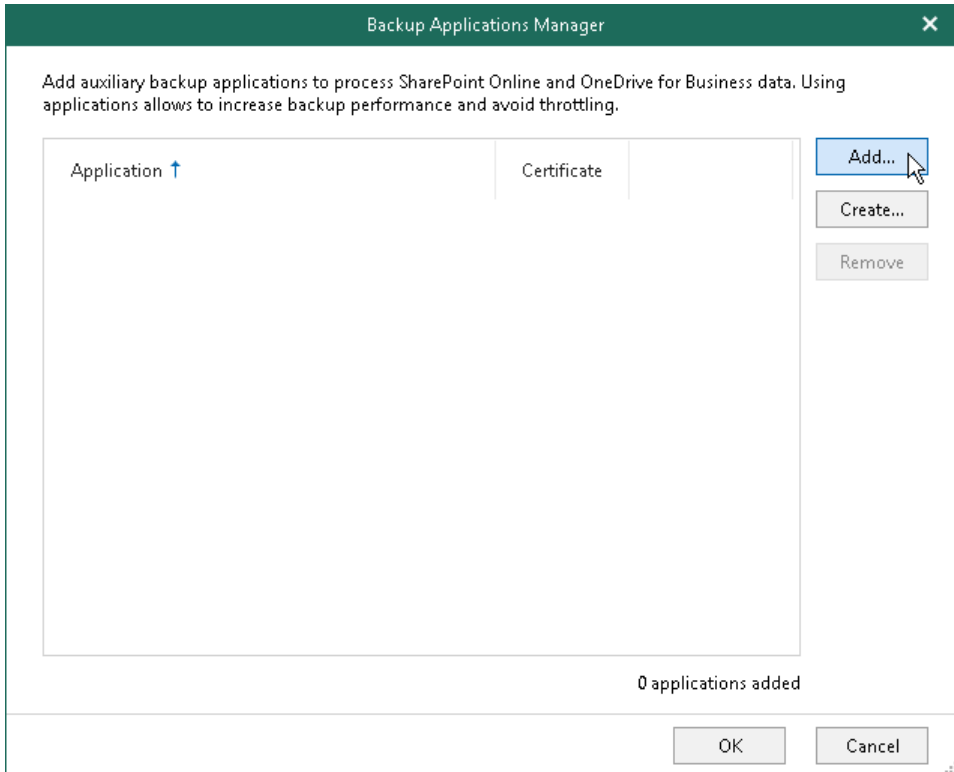 Backup Applications Manager
Add auxiliary backup applications to process SharePoint Online and OneDrive for Business data. Using
applications allows to increase backup performance and avoid throttling.
Application ↑ Certificate
Add...
Create...
Remove
0 applications added
OK Cancel